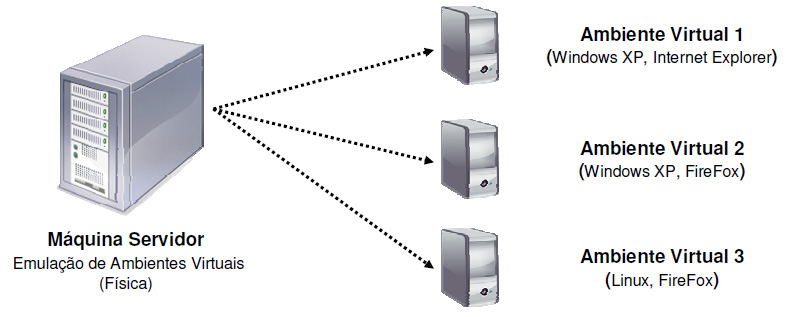 Máquina Servidor
Emulação de Ambientes Virtuais
(Física)
Ambiente Virtual 1
(Windows XP, Internet Explorer)
Ambiente Virtual 2
(Windows XP, FireFox)
Ambiente Virtual 3
(Linux, FireFox)